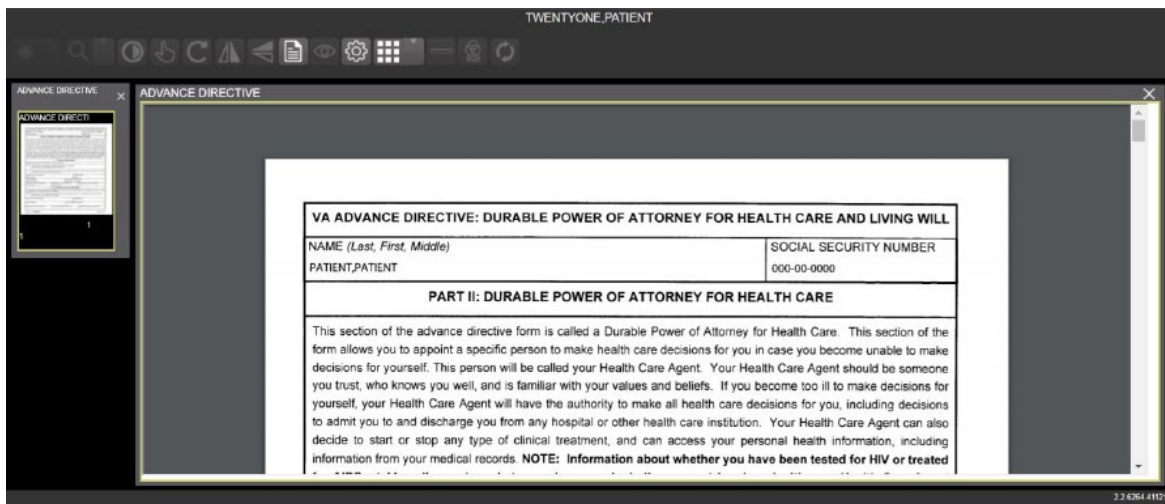 TWENTYONE,PATIENT
ADVANCE DIRECTIVE
ADVANCE DIRECTI
1
1
ADVANCE DIRECTIVE
VA ADVANCE DIRECTIVE: DURABLE POWER OF ATTORNEY FOR HEALTH CARE AND LIVING WILL
NAME (Last, First, Middle)
PATIENT,PATIENT
SOCIAL SECURITY NUMBER
000-00-0000
PART II: DURABLE POWER OF ATTORNEY FOR HEALTH CARE
This section of the advance directive form is called a Durable Power of Attorney for Health Care. This section of the
form allows you to appoint a specific person to make health care decisions for you in case you become unable to make
decisions for yourself. This person will be called your Health Care Agent. Your Health Care Agent should be someone
you trust, who knows you well, and is familiar with your values and beliefs. If you become too ill to make decisions for
yourself, your Health Care Agent will have the authority to make all health care decisions for you, including decisions
to admit you to and discharge you from any hospital or other health care institution. Your Health Care Agent can also
decide to start or stop any type of clinical treatment, and can access your personal health information, including
information from your medical records. NOTE: Information about whether you have been tested for HIV or treated